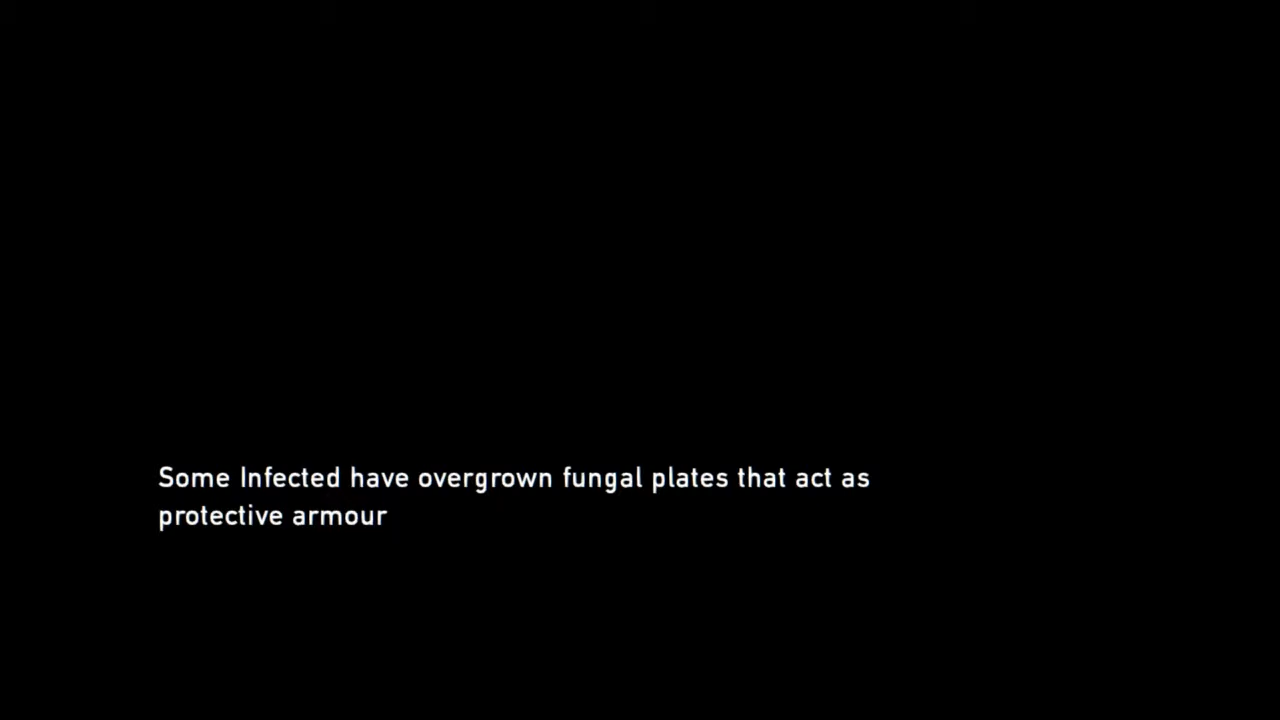 Some Infected have overgrown fungal plates that act as
protective armour